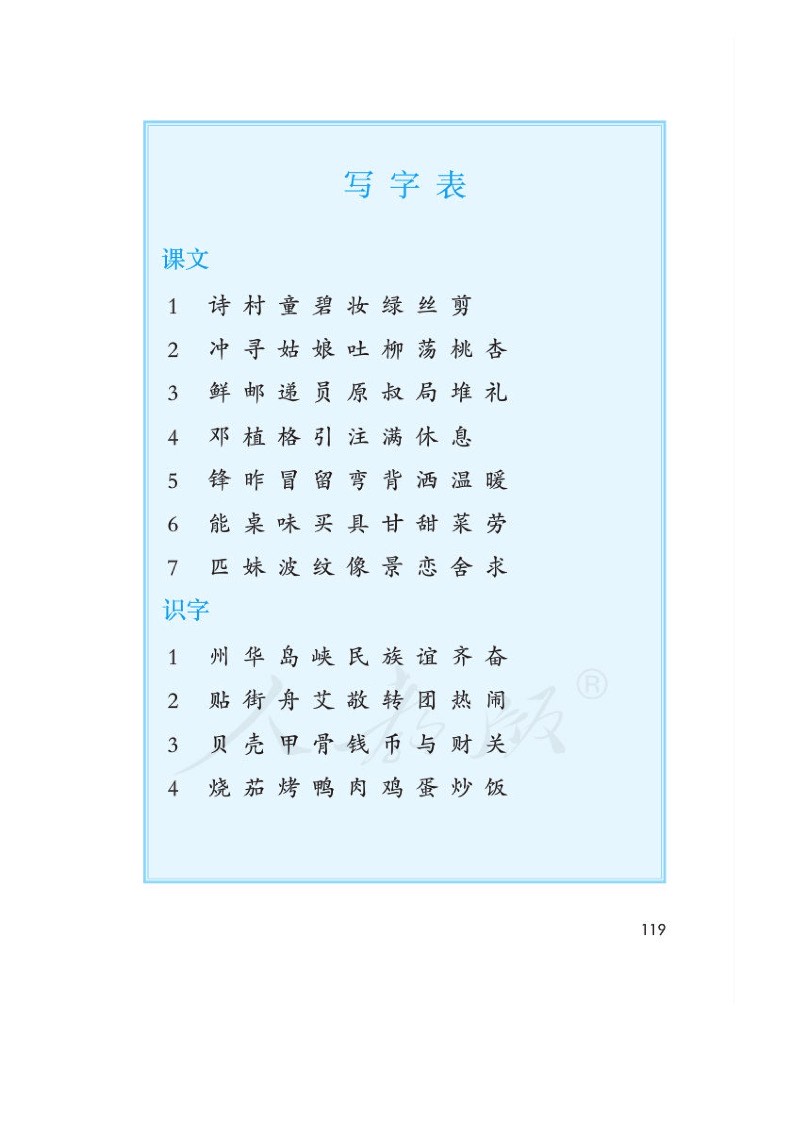 写字表
课文
1 诗 村 童 碧 妆 绿 丝 剪
2 冲 寻 姑 娘 吐 柳 荡 桃 杏
3 鲜 邮 递 员 原 叔 局 堆 礼
4 邓 植 格 引 注 满 休 息
5 锋 昨 冒 留 弯 背 洒 温 暖
6 能 桌 味 买 具 甘 甜 菜 劳
7 匹 妹 波 纹 像 景 恋 舍 求
识字
1 州 华 岛 峡 民 族 谊 齐 奋
2 贴 街 舟 艾 敬 转 团 热 闹
3 贝 壳 甲 骨 钱 币 与 财 关
4 烧 茄 烤 鸭 肉 鸡 蛋 炒 饭
人教版®
119